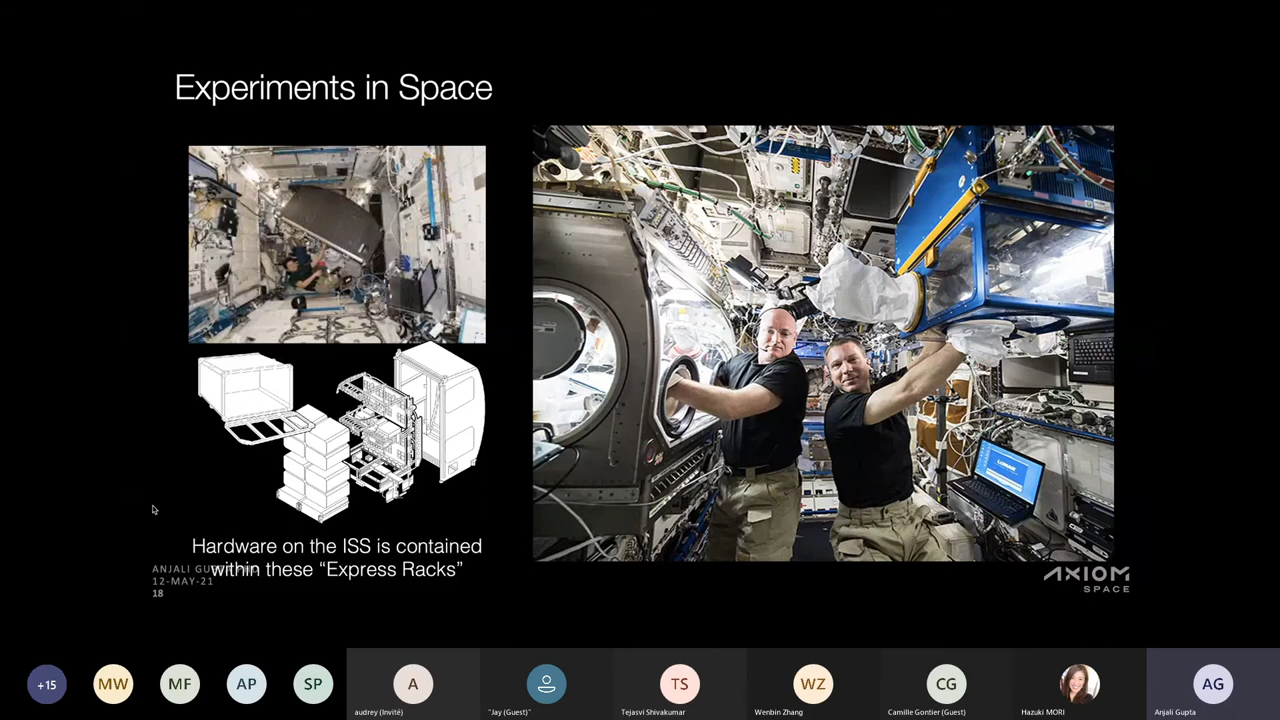 Experiments in Space
Hardware on the ISS is contained
within these “Express Racks”
ANJALI GU
12-MAY-21
18
AXIOM
SPACE
+15
MW
MF
AP
SP
A
TS
WZ
CG
AG
audrey (Invité)
"Jay (Guest)"
Tejasvi Shivakumar
Wenbin Zhang
Camille Gontier (Guest)
Hazuki MORI
Anjali Gupta